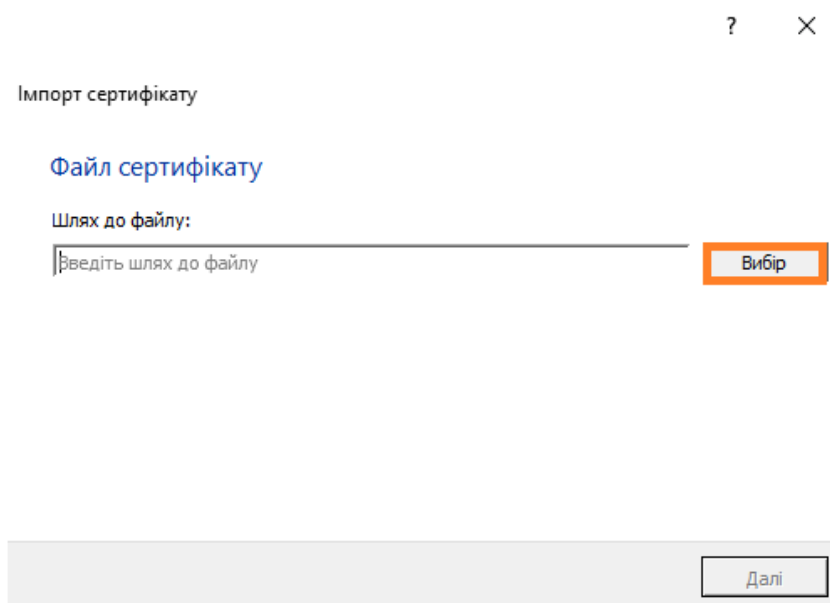 ?
Імпорт сертифікату
Файл сертифікату
Шлях до файлу:
Введіть шлях до файлу
Вибір
Далі